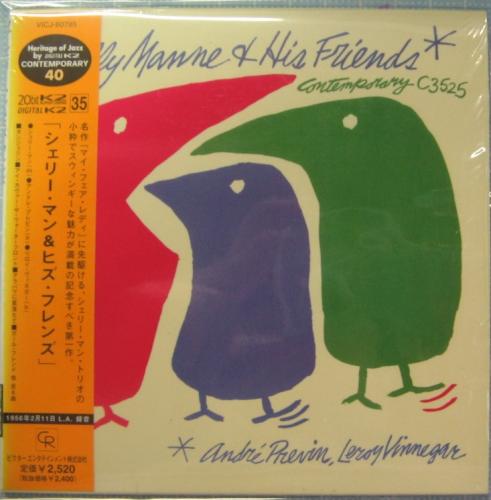 VICJ-60765
Heritage of Jazz
by K2
CONTEMPORARY
40
20bit K2
DIGITAL K2
35
lly Manne & His Friends*
Contemporary C3525
名作「マイ・フェア・レディ」に先駆ける、シェリー・マン・トリオの
小粋でスウィンギーな魅力が満載の記念すべき第一作。
「シェリー・マン&ヒズ・フレンズ」
1956年2月11日 L.A. 録音
CR
ビクターエンタテインメント株式会社
定価￥2,520
(税抜価格￥2,400)
* André Previn, Leroy Vinnegar